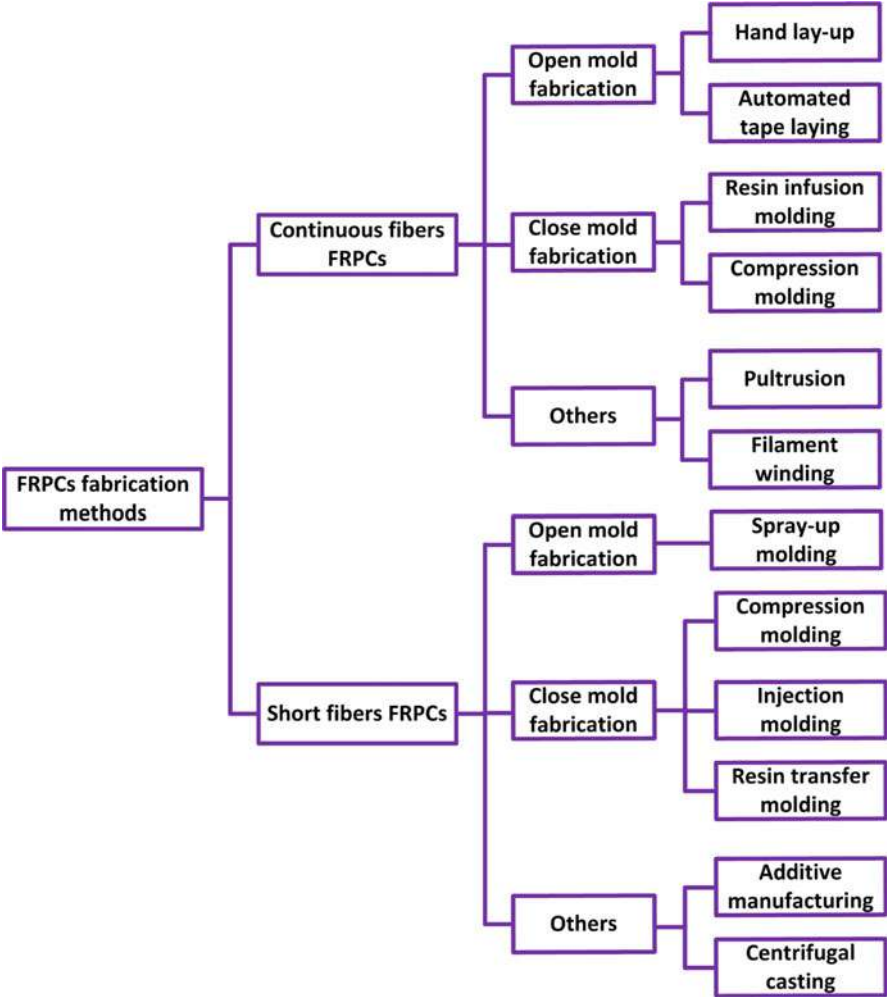 FRPCs fabrication
methods
Continuous fibers
FRPCs
Open mold
fabrication
Hand lay-up
Automated
tape laying
Close mold
fabrication
Resin infusion
molding
Compression
molding
Others
Pultrusion
Filament
winding
Short fibers FRPCs
Open mold
fabrication
Spray-up
molding
Close mold
fabrication
Compression
molding
Injection
molding
Resin transfer
molding
Others
Additive
manufacturing
Centrifugal
casting